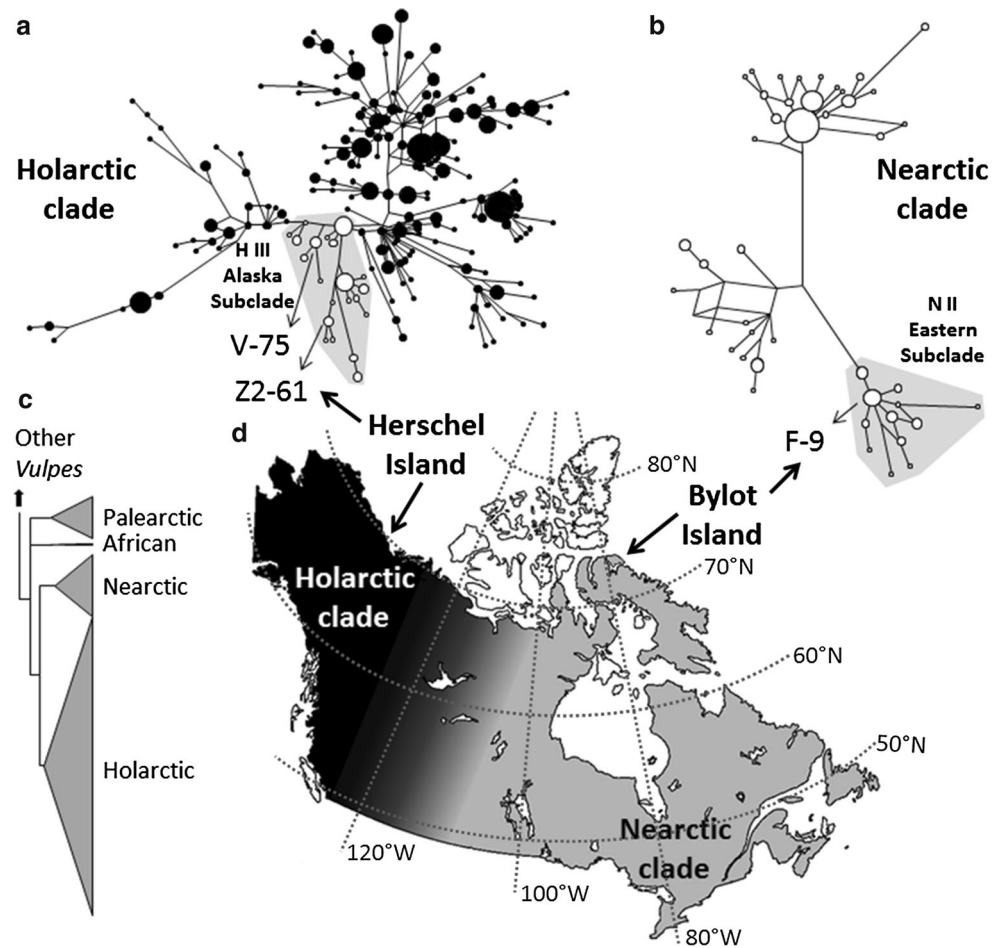 a
Holarctic
clade
H III
Alaska
Subclade
V-75
Z2-61
b
Nearctic
clade
N II
Eastern
Subclade
F-9
c
Other
Vulpes
Palearctic
African
Nearctic
Holarctic
d
Herschel
Island
Bylot
Island
80°N
70°N
60°N
50°N
Holarctic
clade
Nearctic
clade
120°W
100°W
80°W